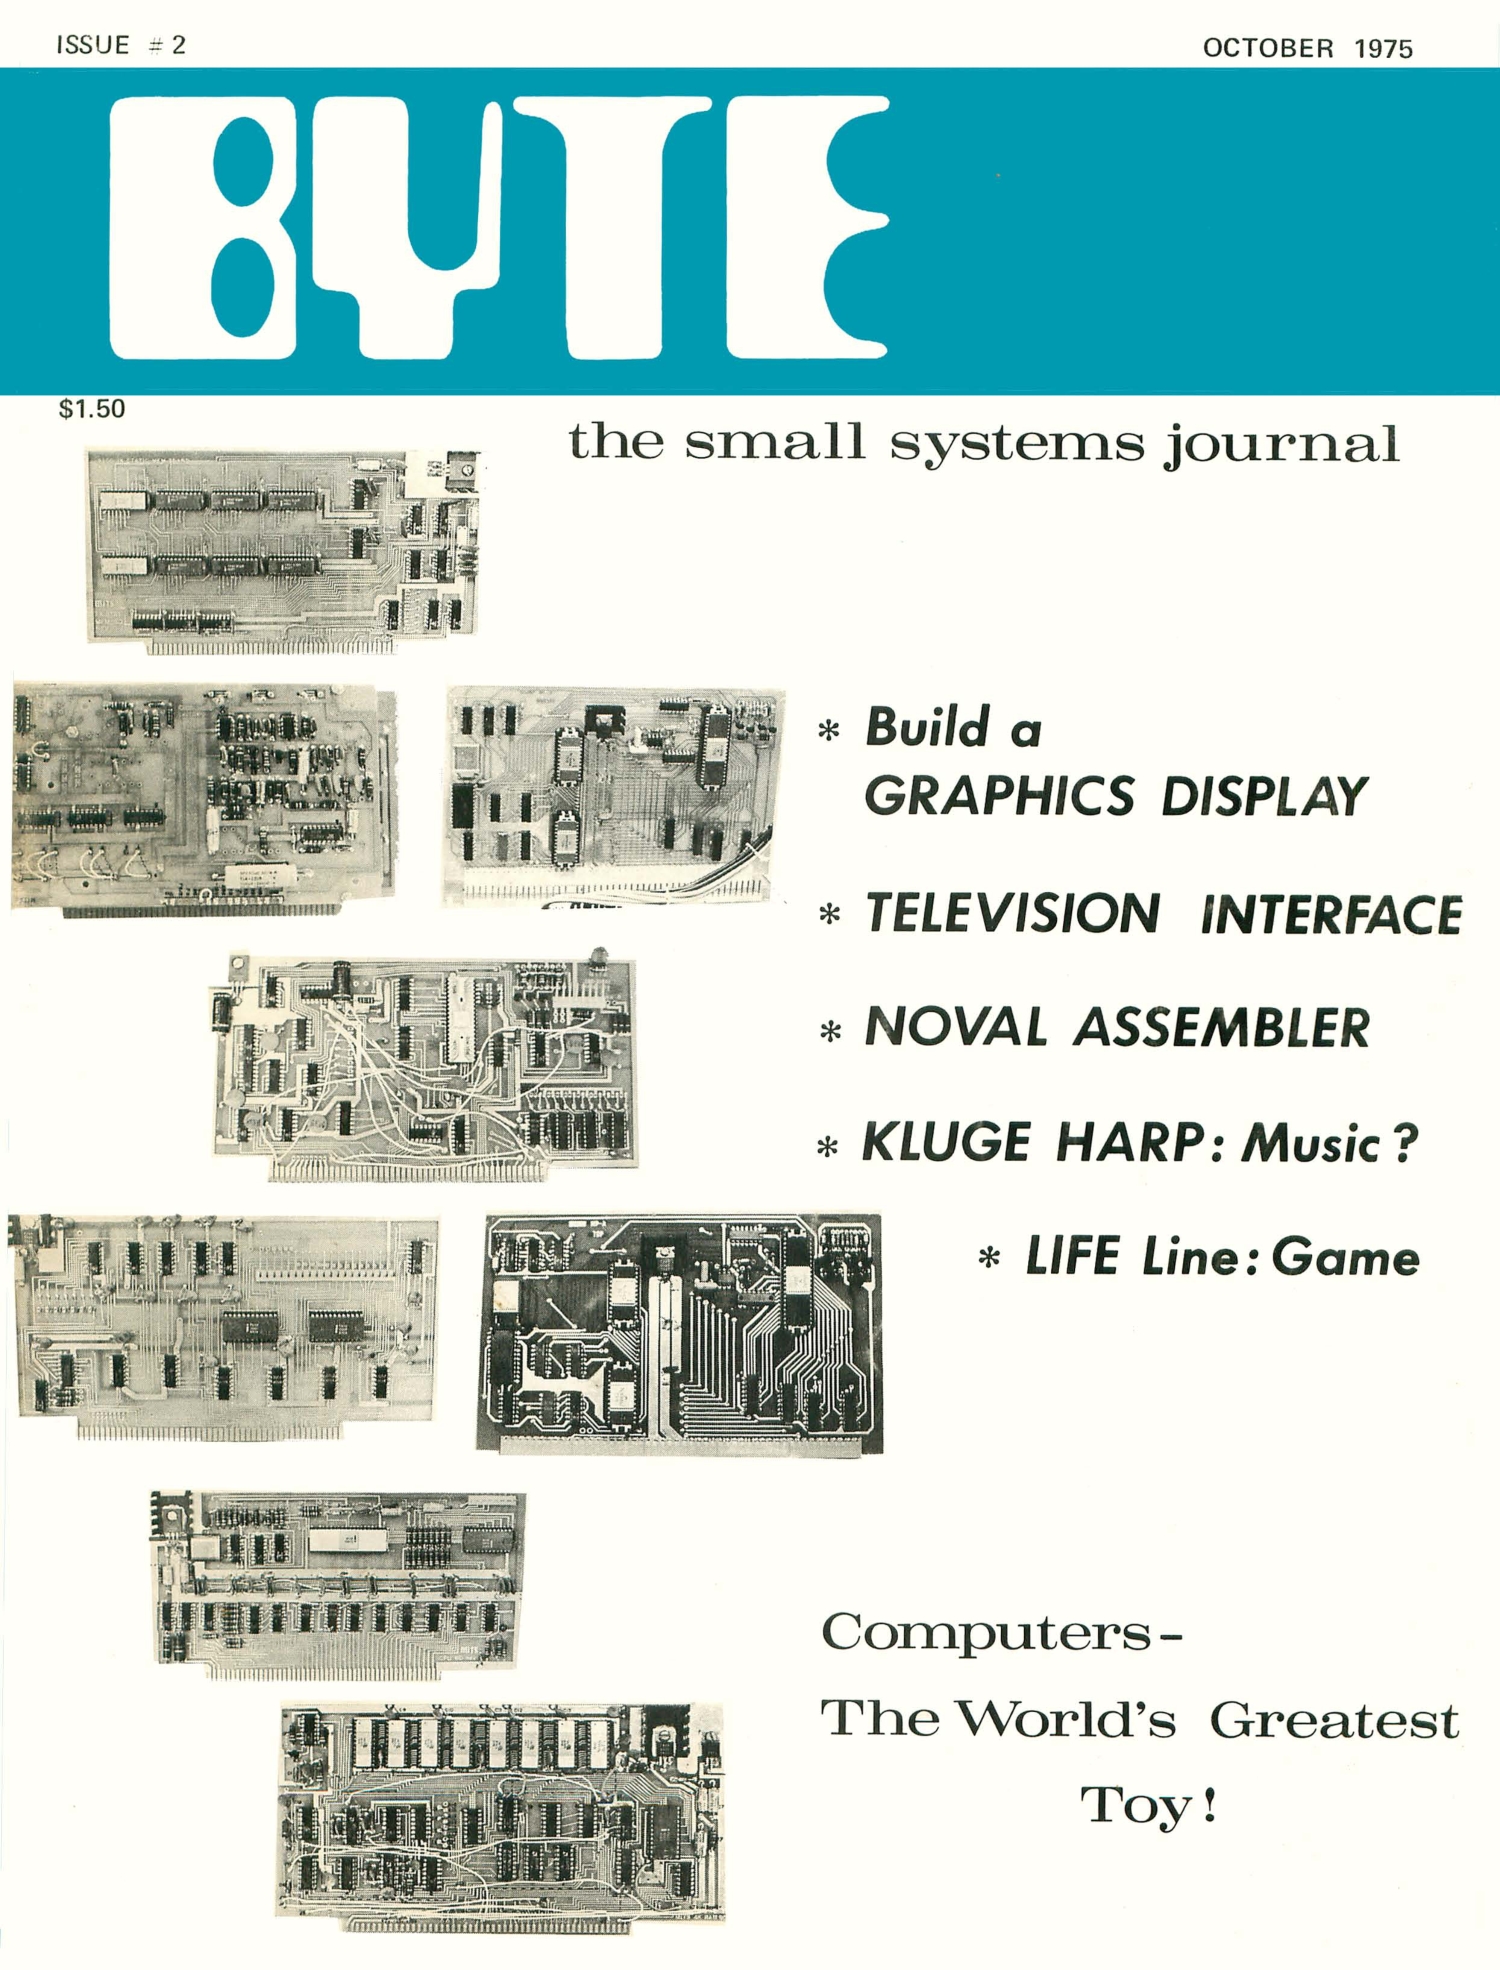 ISSUE # 2
OCTOBER 1975
BYTE
$1.50
the small systems journal
* Build a
GRAPHICS DISPLAY
* TELEVISION INTERFACE
* NOVAL ASSEMBLER
* KLUGE HARP: Music ?
* LIFE Line: Game
Computers-
The World's Greatest
Toy!